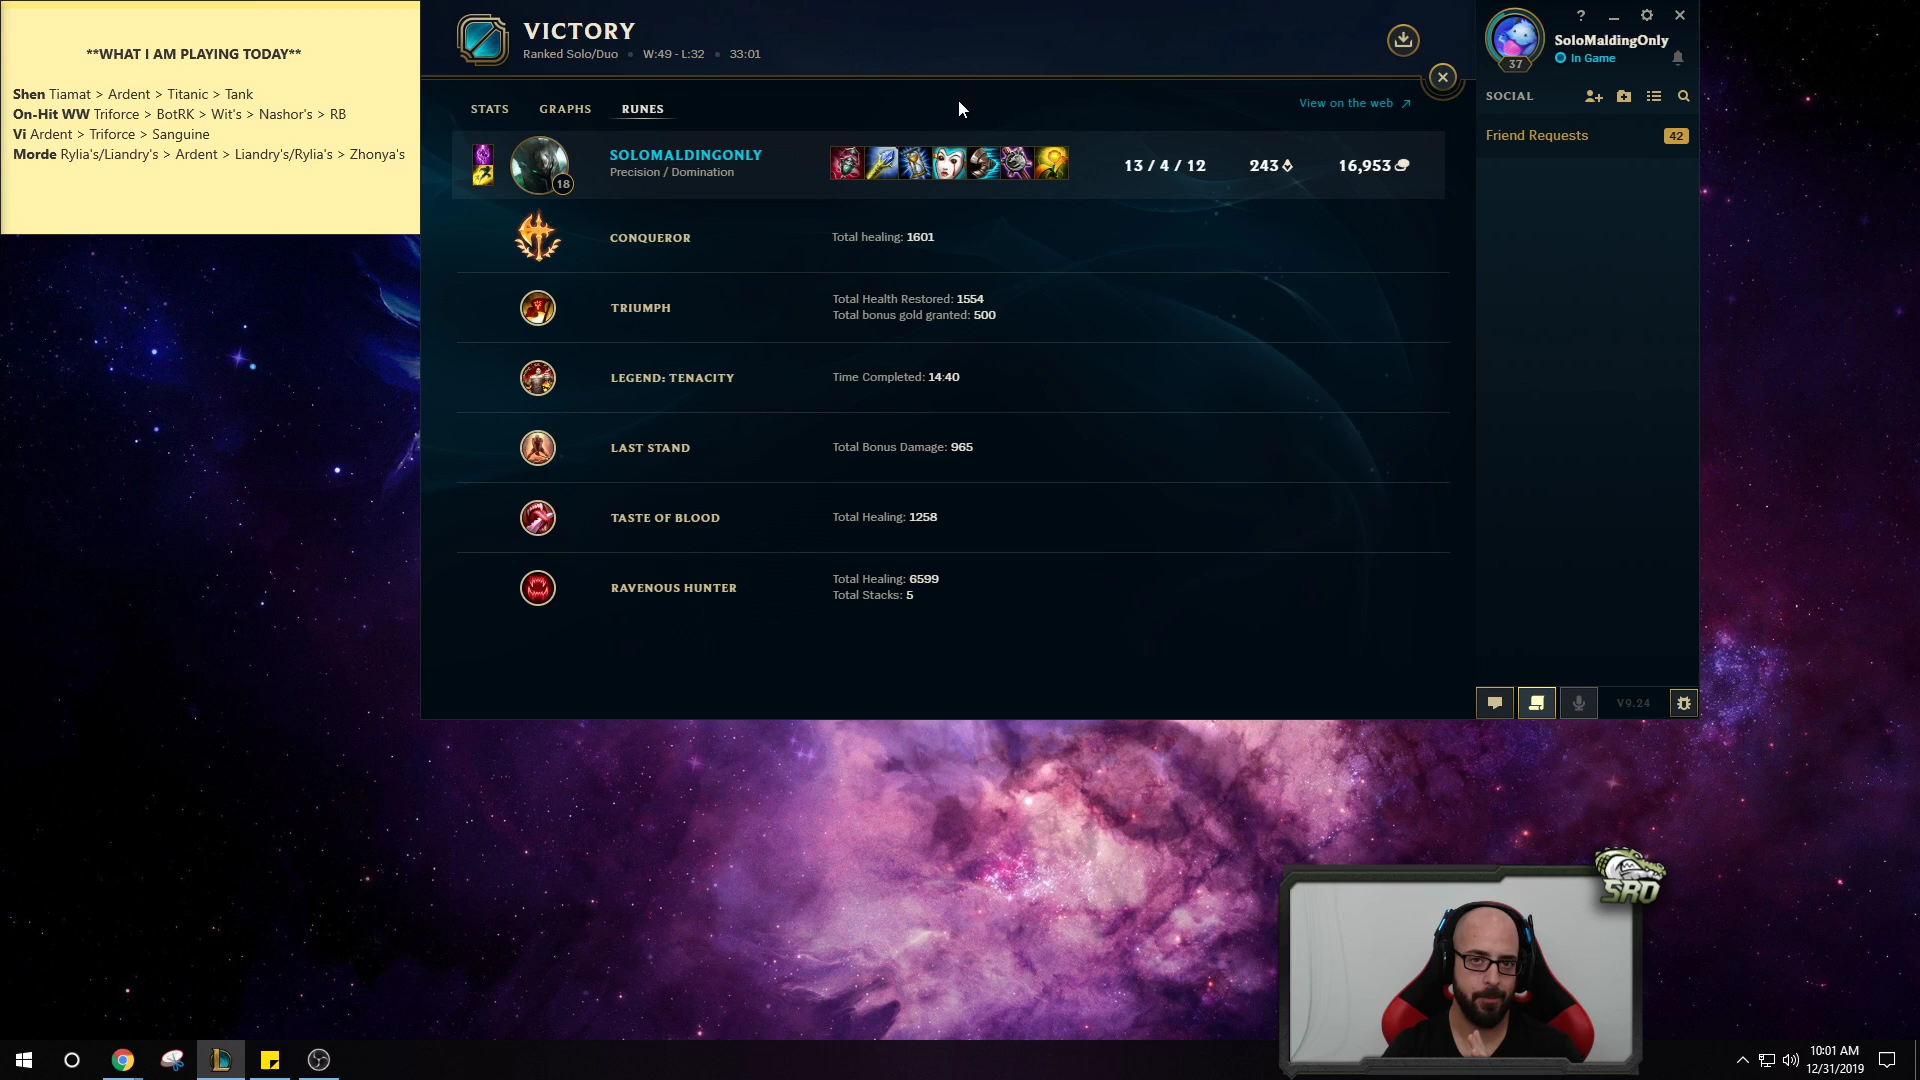 **WHAT I AM PLAYING TODAY**
Shen Tiamat > Ardent > Titanic > Tank
On-Hit WW Triforce > BotRK > Wit's > Nashor's > RB
Vi Ardent > Triforce > Sanguine
Morde Rylia's/Liandry's > Ardent > Liandry's/Rylia's > Zhonya's
VICTORY
Ranked Solo/Duo • W:49 - L:32 • 33:01
STATS GRAPHS RUNES
View on the web
SOLOMALDINGONLY
Precision / Domination
18
13 / 4 / 12
243
16,953
CONQUEROR
Total healing: 1601
TRIUMPH
Total Health Restored: 1554
Total bonus gold granted: 500
LEGEND: TENACITY
Time Completed: 14:40
LAST STAND
Total Bonus Damage: 965
TASTE OF BLOOD
Total Healing: 1258
RAVENOUS HUNTER
Total Healing: 6599
Total Stacks: 5
?
SoloMaldingOnly
In Game
37
SOCIAL
Friend Requests
42
V9.24
SRO
10:01 AM
12/31/2019